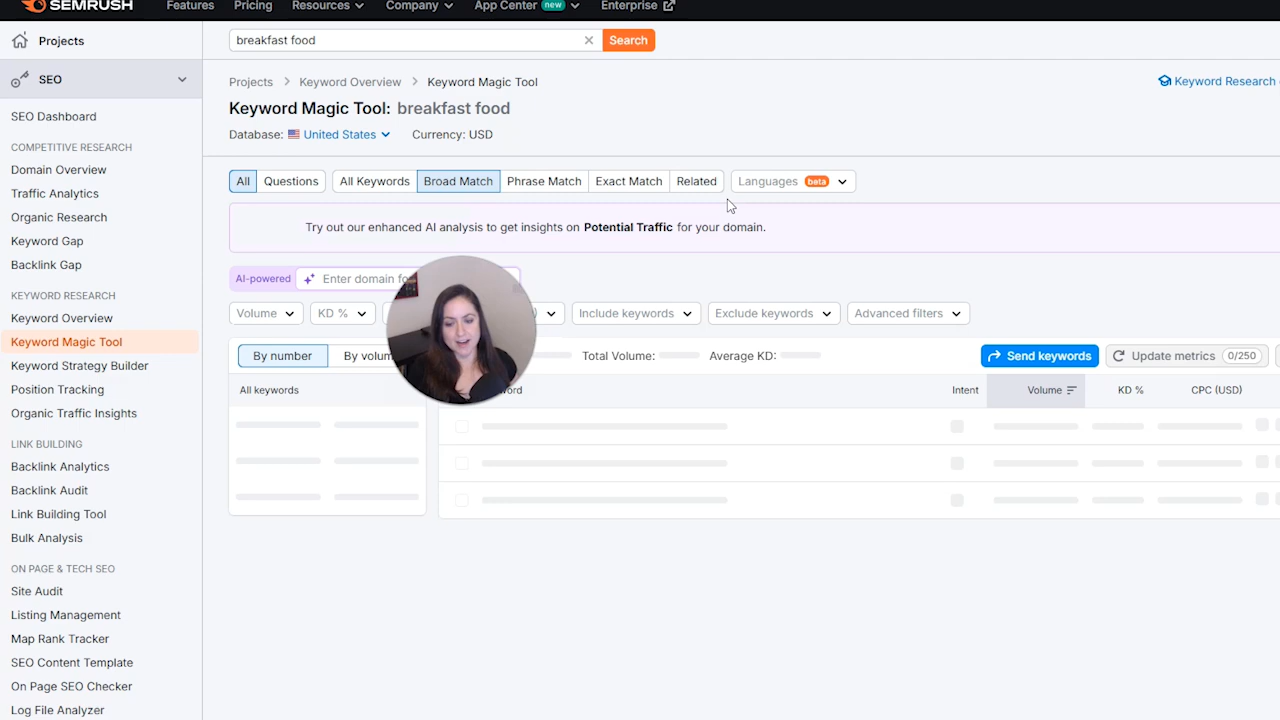 SEMRUSH Features Pricing Resources Company App Center new Enterprise
Projects
breakfast food Search
SEO
Projects Keyword Overview Keyword Magic Tool
Keyword Research
Keyword Magic Tool: breakfast food
Database: United States Currency: USD
SEO Dashboard
COMPETITIVE RESEARCH
Domain Overview
Traffic Analytics
Organic Research
Keyword Gap
Backlink Gap
KEYWORD RESEARCH
Keyword Overview
Keyword Magic Tool
Keyword Strategy Builder
Position Tracking
Organic Traffic Insights
LINK BUILDING
Backlink Analytics
Backlink Audit
Link Building Tool
Bulk Analysis
ON PAGE & TECH SEO
Site Audit
Listing Management
Map Rank Tracker
SEO Content Template
On Page SEO Checker
Log File Analyzer
All Questions All Keywords Broad Match Phrase Match Exact Match Related Languages beta
Try out our enhanced AI analysis to get insights on Potential Traffic for your domain.
AI-powered Enter domain
Volume KD % Include keywords Exclude keywords Advanced filters
By number By Total Volume: Average KD: Send keywords Update metrics 0/250
All keywords Intent Volume KD % CPC (USD)